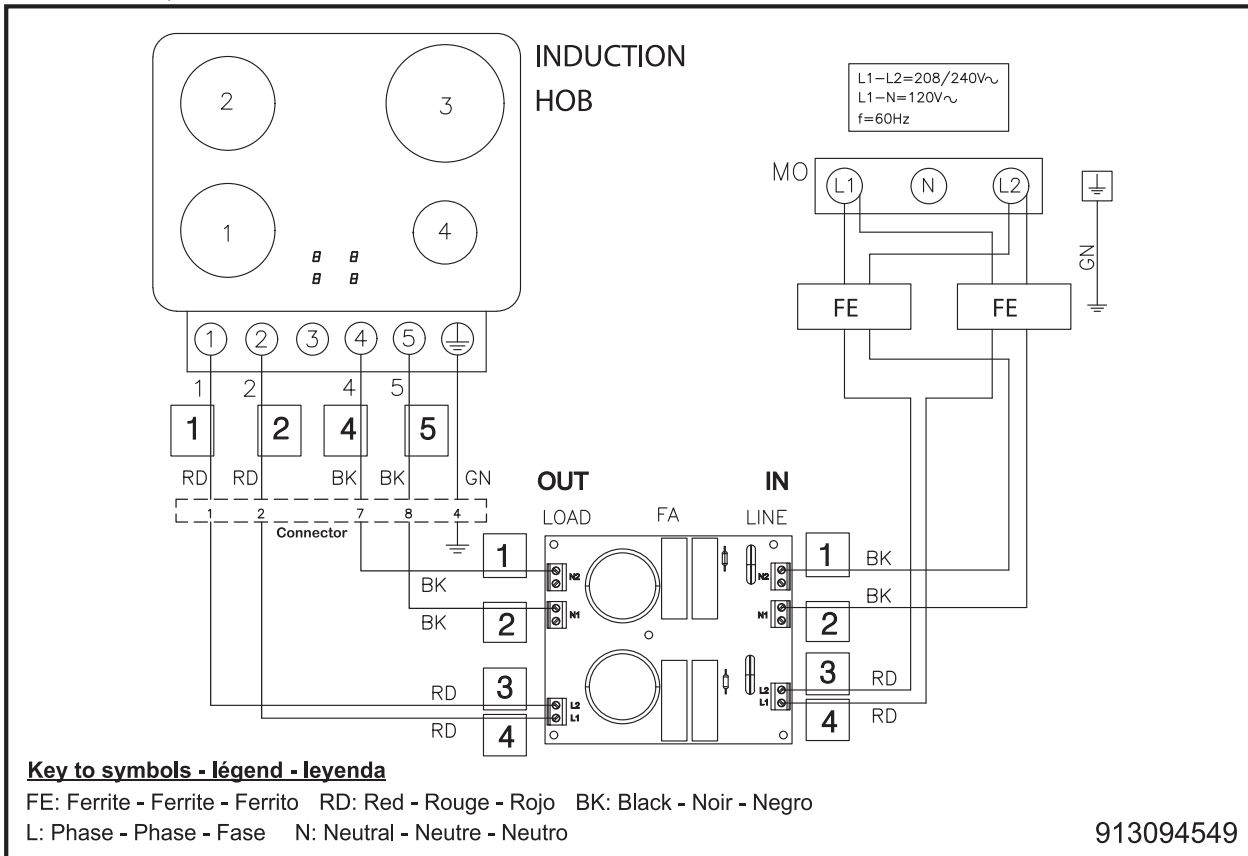 INDUCTION
HOB
2
3
1
4
8 8
8 8
L1-L2=208/240V~
L1-N=120V~
f=60Hz
MO
L1 N L2
GN
FE FE
1 2 3 4 5
1 2 4 5
1 2 4 5
RD RD BK BK GN
1 2 7 8 4
Connector
OUT IN
LOAD FA LINE
1
N2
BK
N2
1
BK
2
N1
BK
N1
2
BK
3
RD
L2
L1
4
RD
L2
L1
3
RD
4
RD
Key to symbols - légend - leyenda
FE: Ferrite - Ferrite - Ferrito RD: Red - Rouge - Rojo BK: Black - Noir - Negro
L: Phase - Phase - Fase N: Neutral - Neutre - Neutro
913094549